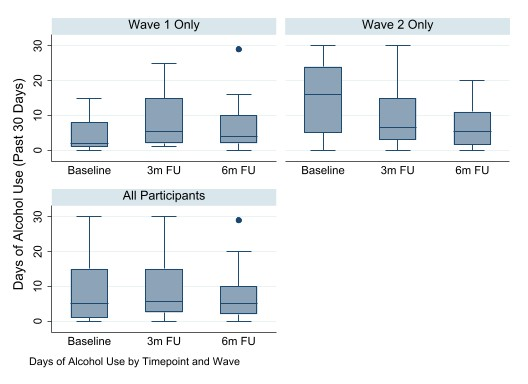 Wave 1 Only
Wave 2 Only
Days of Alcohol Use (Past 30 Days)
30
20
10
0
Baseline 3m FU 6m FU
Baseline 3m FU 6m FU
All Participants
30
20
10
0
Baseline 3m FU 6m FU
Days of Alcohol Use by Timepoint and Wave